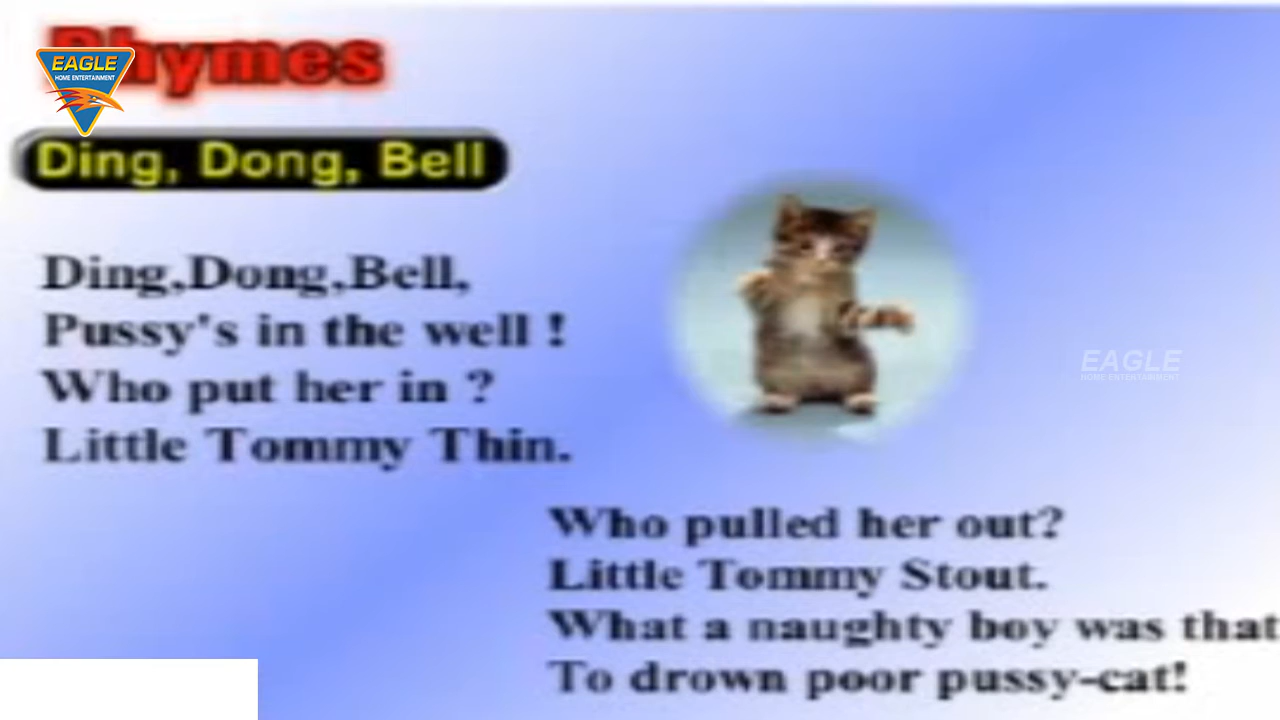 Rhymes
EAGLE
HOME ENTERTAINMENT
Ding, Dong, Bell
Ding,Dong,Bell,
Pussy's in the well !
Who put her in ?
Little Tommy Thin.
EAGLE
HOME ENTERTAINMENT
Who pulled her out?
Little Tommy Stout.
What a naughty boy was that
To drown poor pussy-cat!